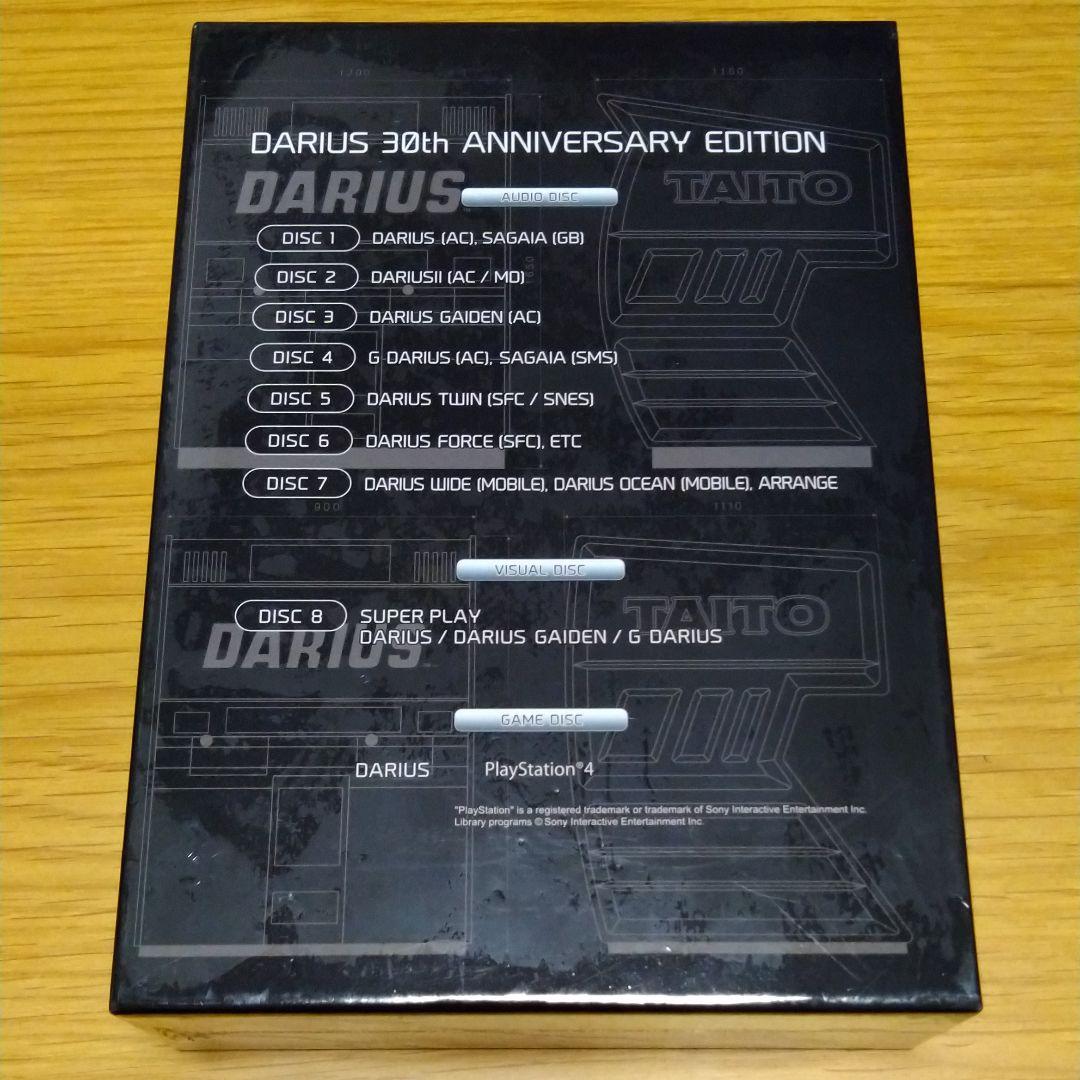 1200
1160
DARIUS 30th ANNIVERSARY EDITION
DARIUS
AUDIO DISC
TAITO
DISC 1 DARIUS (AC), SAGAIA (GB)
DISC 2 DARIUSII (AC / MD)
DISC 3 DARIUS GAIDEN (AC)
DISC 4 G DARIUS (AC), SAGAIA (SMS)
DISC 5 DARIUS TWIN (SFC / SNES)
DISC 6 DARIUS FORCE (SFC), ETC
DISC 7 DARIUS WIDE (MOBILE), DARIUS OCEAN (MOBILE), ARRANGE
900
1110
VISUAL DISC
DISC 8 SUPER PLAY
DARIUS / DARIUS GAIDEN / G DARIUS
DARIUS
TAITO
GAME DISC
DARIUS PlayStation®4
"PlayStation" is a registered trademark or trademark of Sony Interactive Entertainment Inc.
Library programs © Sony Interactive Entertainment Inc.